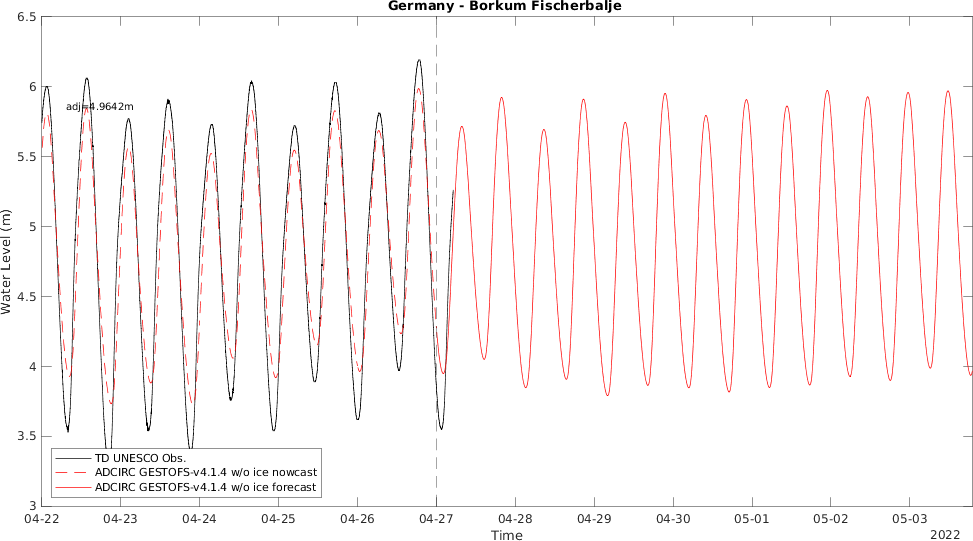 Germany - Borkum Fischerbalje
6.5
6
5.5
5
4.5
4
3.5
3
Water Level (m)
adj=4.9642m
TD UNESCO Obs.
ADCIRC GESTOFS-v4.1.4 w/o ice nowcast
ADCIRC GESTOFS-v4.1.4 w/o ice forecast
04-22 04-23 04-24 04-25 04-26 04-27 04-28 04-29 04-30 05-01 05-02 05-03
Time
2022